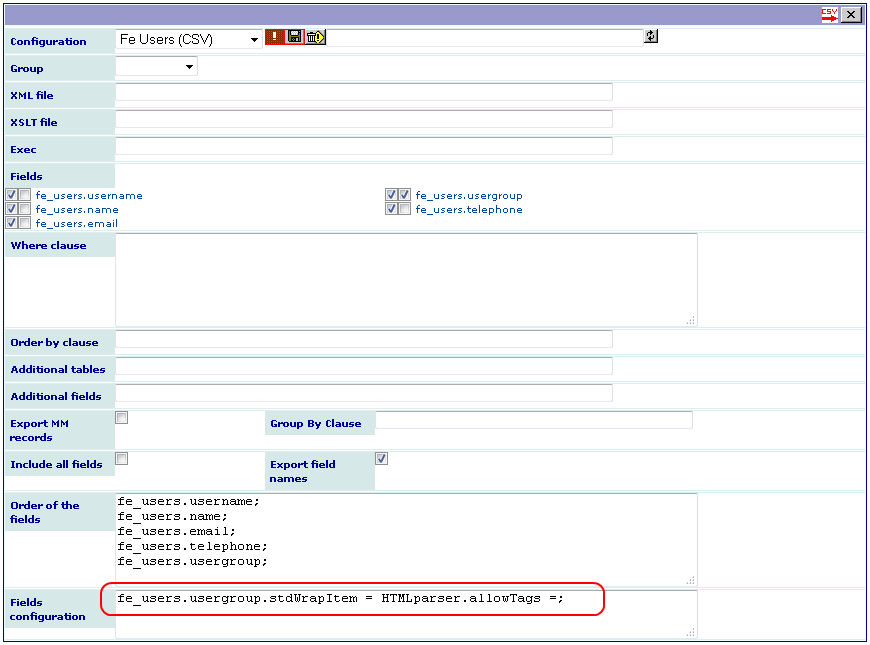 CSV
Configuration Fe Users (CSV)
Group
XML file
XSLT file
Exec
Fields
fe_users.username fe_users.usergroup
fe_users.name fe_users.telephone
fe_users.email
Where clause
Order by clause
Additional tables
Additional fields
Export MM records Group By Clause
Include all fields Export field names
Order of the fields
fe_users.username;
fe_users.name;
fe_users.email;
fe_users.telephone;
fe_users.usergroup;
Fields configuration
fe_users.usergroup.stdWrapItem = HTMLparser.allowTags =;